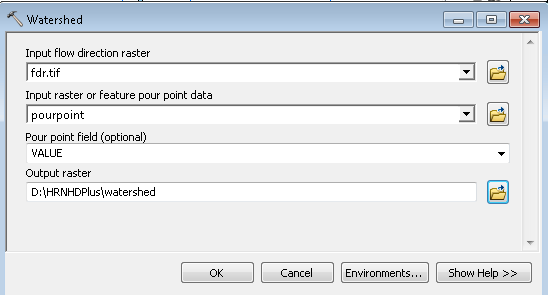 Watershed
Input flow direction raster
fdr.tif
Input raster or feature pour point data
pourpoint
Pour point field (optional)
VALUE
Output raster
D:\HRNHDPlus\watershed
OK Cancel Environments... Show Help >>